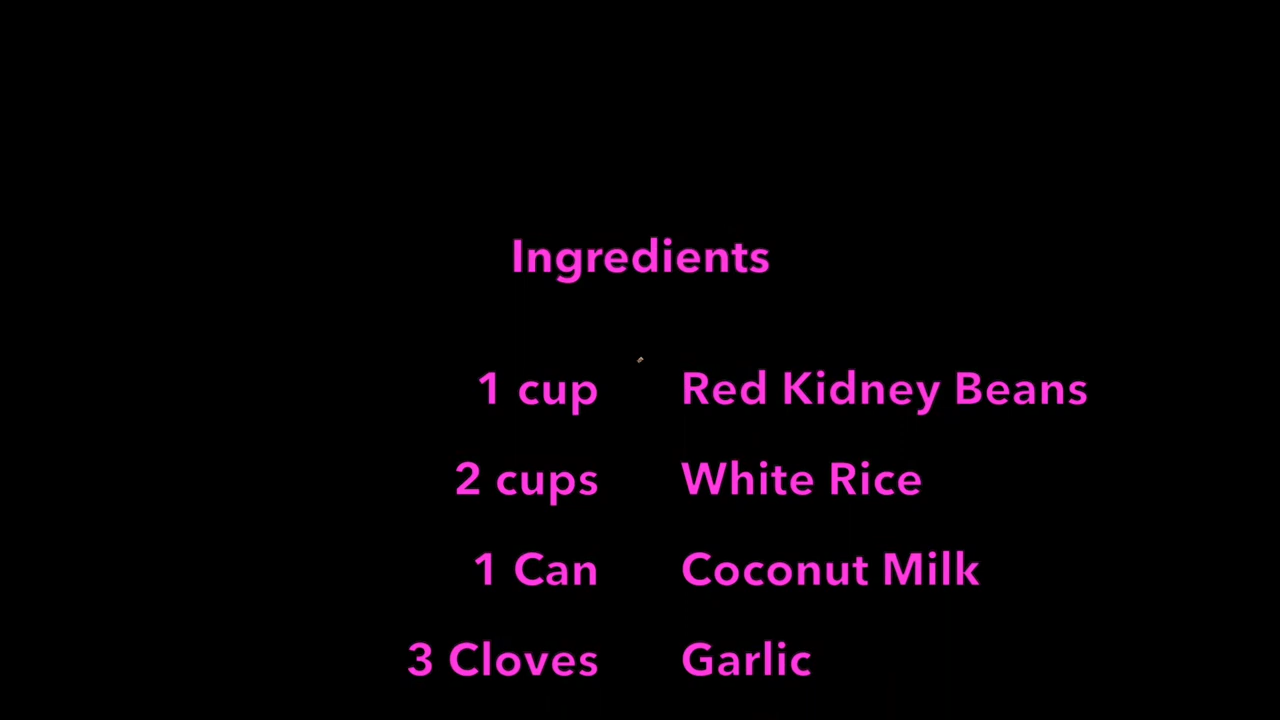 Ingredients
1 cup Red Kidney Beans
2 cups White Rice
1 Can Coconut Milk
3 Cloves Garlic